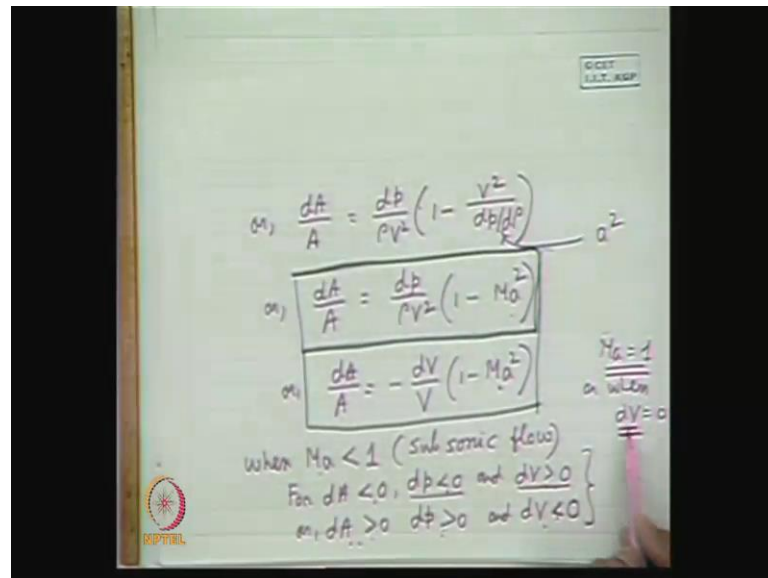 © CET
I.I.T. KGP
or, dA/A = dp/ρV² (1 - V²/(dp/dρ)) a²
or, dA/A = dp/ρV² (1 - Ma²)
or, dA/A = - dV/V (1 - Ma²)
Ma = 1
or when
dV = 0
when Ma < 1 (sub sonic flow)
For dA < 0, dp < 0 and dV > 0
or, dA > 0 dp > 0 and dV < 0
NPTEL